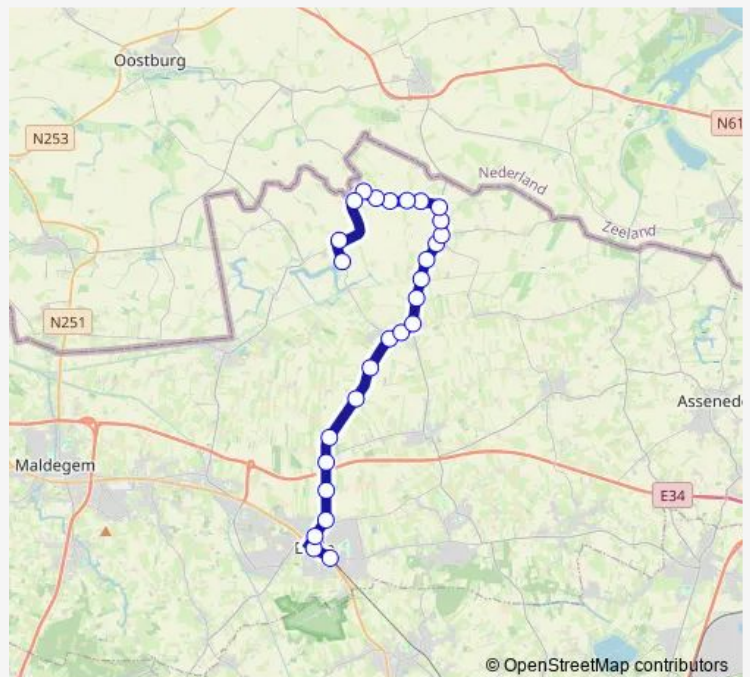 Oostburg
N253
N61
Nederland
Zeeland
N251
Assened
Maldegem
E34
© OpenStreetMap contributors